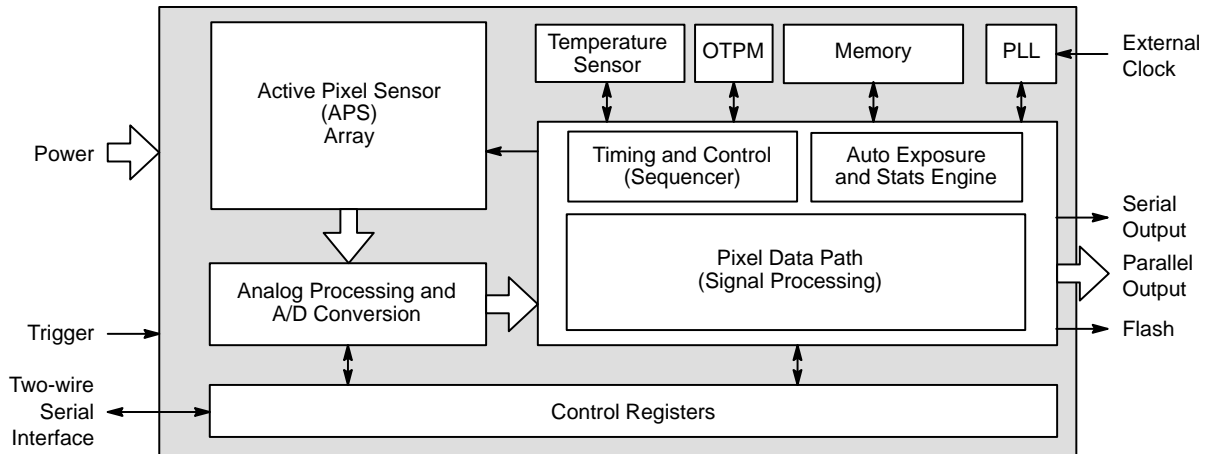 Temperature
Sensor
OTPM
Memory
PLL
External
Clock
Active Pixel Sensor
(APS)
Array
Power
Timing and Control
(Sequencer)
Auto Exposure
and Stats Engine
Serial
Output
Pixel Data Path
(Signal Processing)
Parallel
Output
Analog Processing and
A/D Conversion
Trigger
Flash
Two-wire
Serial
Interface
Control Registers